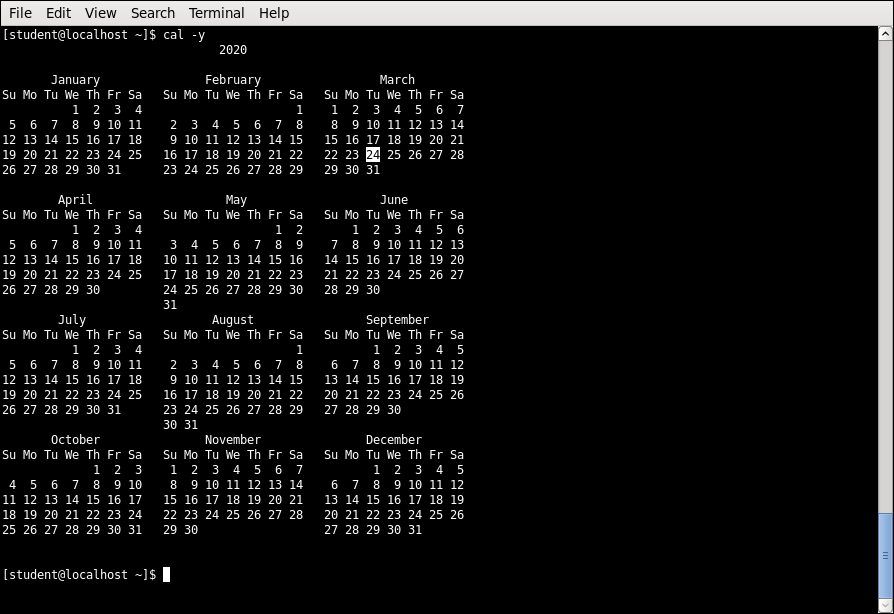 File Edit View Search Terminal Help
[student@localhost ~]$ cal -y
                               2020

       January               February                 March
Su Mo Tu We Th Fr Sa   Su Mo Tu We Th Fr Sa   Su Mo Tu We Th Fr Sa
          1  2  3  4                      1    1  2  3  4  5  6  7
 5  6  7  8  9 10 11    2  3  4  5  6  7  8    8  9 10 11 12 13 14
12 13 14 15 16 17 18    9 10 11 12 13 14 15   15 16 17 18 19 20 21
19 20 21 22 23 24 25   16 17 18 19 20 21 22   22 23 24 25 26 27 28
26 27 28 29 30 31      23 24 25 26 27 28 29   29 30 31

        April                   May                   June
Su Mo Tu We Th Fr Sa   Su Mo Tu We Th Fr Sa   Su Mo Tu We Th Fr Sa
          1  2  3  4                   1  2       1  2  3  4  5  6
 5  6  7  8  9 10 11    3  4  5  6  7  8  9    7  8  9 10 11 12 13
12 13 14 15 16 17 18   10 11 12 13 14 15 16   14 15 16 17 18 19 20
19 20 21 22 23 24 25   17 18 19 20 21 22 23   21 22 23 24 25 26 27
26 27 28 29 30         24 25 26 27 28 29 30   28 29 30
                       31
        July                  August                September
Su Mo Tu We Th Fr Sa   Su Mo Tu We Th Fr Sa   Su Mo Tu We Th Fr Sa
          1  2  3  4                      1          1  2  3  4  5
 5  6  7  8  9 10 11    2  3  4  5  6  7  8    6  7  8  9 10 11 12
12 13 14 15 16 17 18    9 10 11 12 13 14 15   13 14 15 16 17 18 19
19 20 21 22 23 24 25   16 17 18 19 20 21 22   20 21 22 23 24 25 26
26 27 28 29 30 31      23 24 25 26 27 28 29   27 28 29 30
                       30 31
       October               November               December
Su Mo Tu We Th Fr Sa   Su Mo Tu We Th Fr Sa   Su Mo Tu We Th Fr Sa
             1  2  3    1  2  3  4  5  6  7          1  2  3  4  5
 4  5  6  7  8  9 10    8  9 10 11 12 13 14    6  7  8  9 10 11 12
11 12 13 14 15 16 17   15 16 17 18 19 20 21   13 14 15 16 17 18 19
18 19 20 21 22 23 24   22 23 24 25 26 27 28   20 21 22 23 24 25 26
25 26 27 28 29 30 31   29 30                  27 28 29 30 31

[student@localhost ~]$